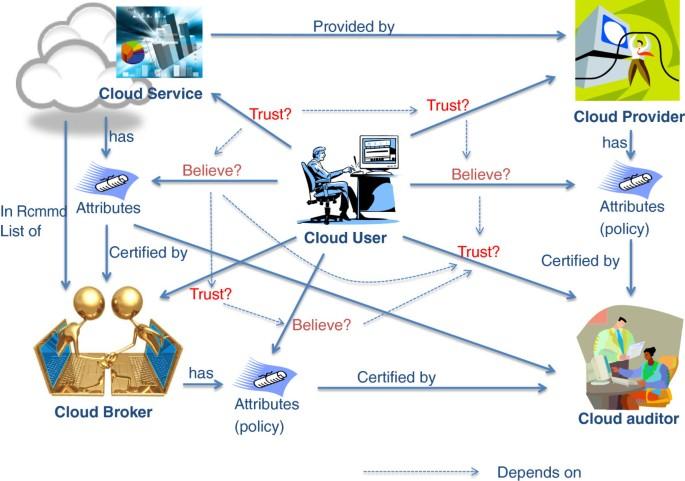 Provided by
Cloud Service
Trust?
Trust?
Cloud Provider
has
has
Believe?
Believe?
In Rcmmd
List of
Attributes
Attributes
(policy)
Cloud User
Certified by
Trust?
Certified by
Trust?
Believe?
has
Certified by
Cloud Broker
Attributes
(policy)
Cloud auditor
Depends on